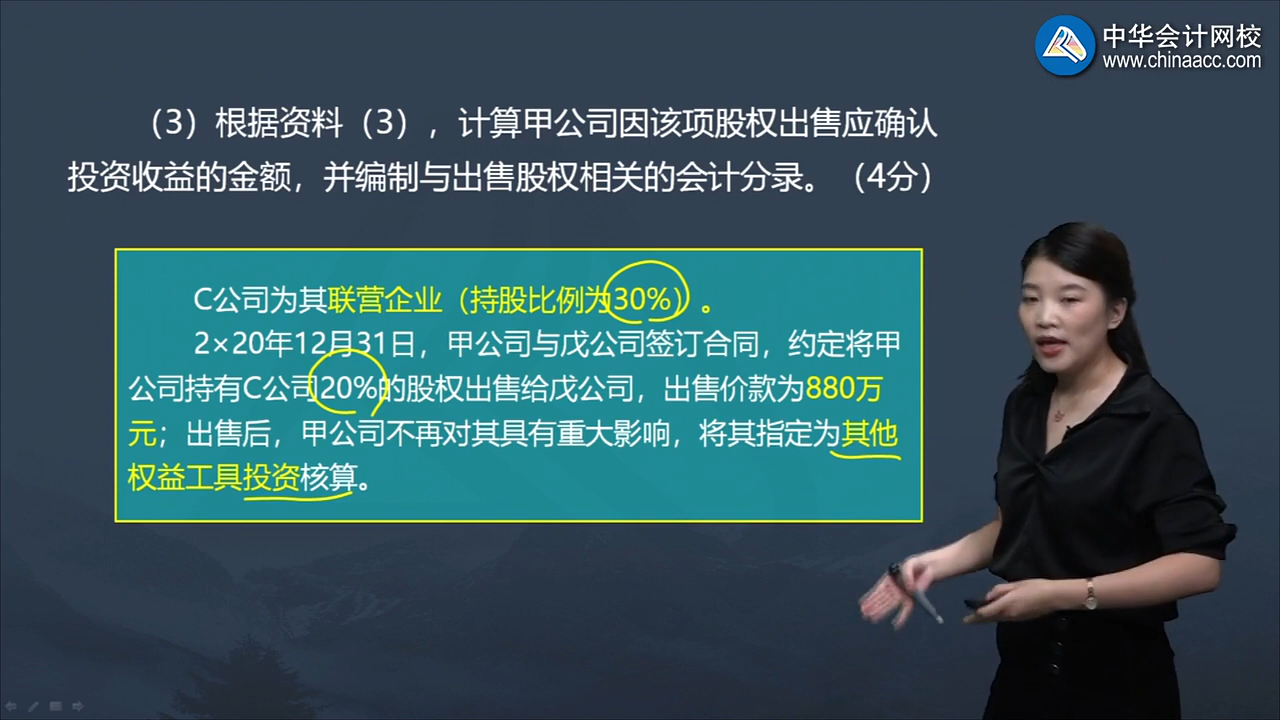 中华会计网校
www.chinaacc.com
（3）根据资料（3），计算甲公司因该项股权出售应确认
投资收益的金额，并编制与出售股权相关的会计分录。（4分）
C公司为其联营企业（持股比例为30%）。
2×20年12月31日，甲公司与戊公司签订合同，约定将甲
公司持有C公司20%的股权出售给戊公司，出售价款为880万
元；出售后，甲公司不再对其具有重大影响，将其指定为其他
权益工具投资核算。